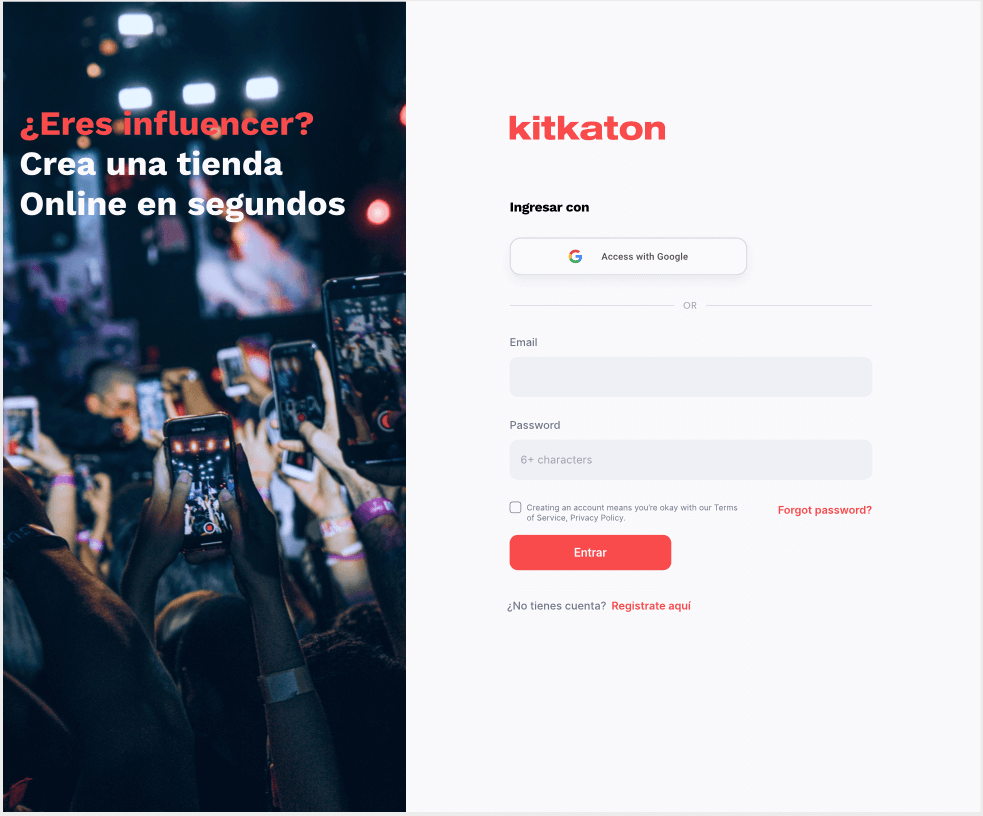 ¿Eres influencer?
Crea una tienda
Online en segundos
kitkaton
Ingresar con
Access with Google
OR
Email
Password
6+ characters
Creating an account means you're okay with our Terms
of Service, Privacy Policy.
Forgot password?
Entrar
¿No tienes cuenta? Registrate aquí